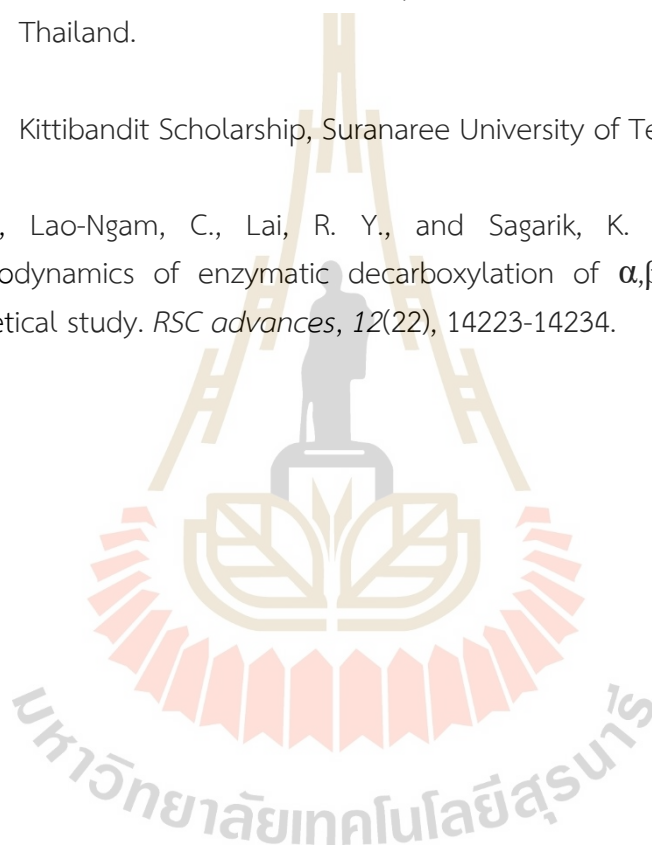 Thailand.
Kittibandit Scholarship, Suranaree University of Te
, Lao-Ngam, C., Lai, R. Y., and Sagarik, K.
odynamics of enzymatic decarboxylation of α,β
etical study. RSC advances, 12(22), 14223-14234.
มหาวิทยาลัยเทคโนโลยีสุรนารี